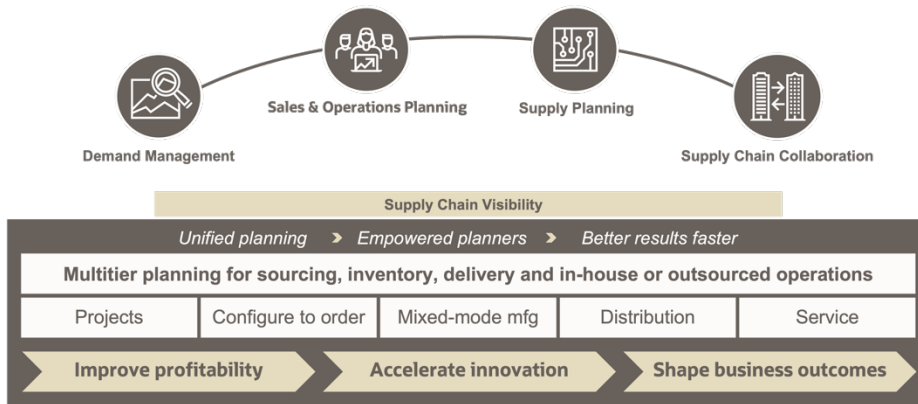 Sales & Operations Planning
Supply Planning
Demand Management
Supply Chain Collaboration
Supply Chain Visibility
Unified planning > Empowered planners > Better results faster
Multitier planning for sourcing, inventory, delivery and in-house or outsourced operations
Projects
Configure to order
Mixed-mode mfg
Distribution
Service
Improve profitability
Accelerate innovation
Shape business outcomes